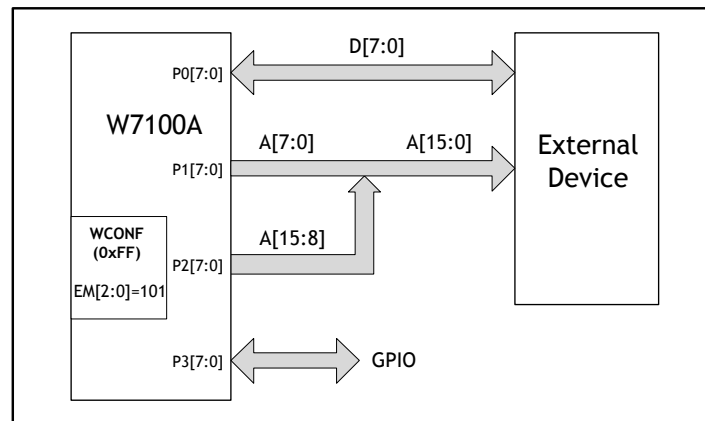 D[7:0]
P0[7:0]
W7100A
A[7:0]
A[15:0]
External
Device
P1[7:0]
WCONF
(0xFF)
A[15:8]
P2[7:0]
EM[2:0]=101
P3[7:0]
GPIO